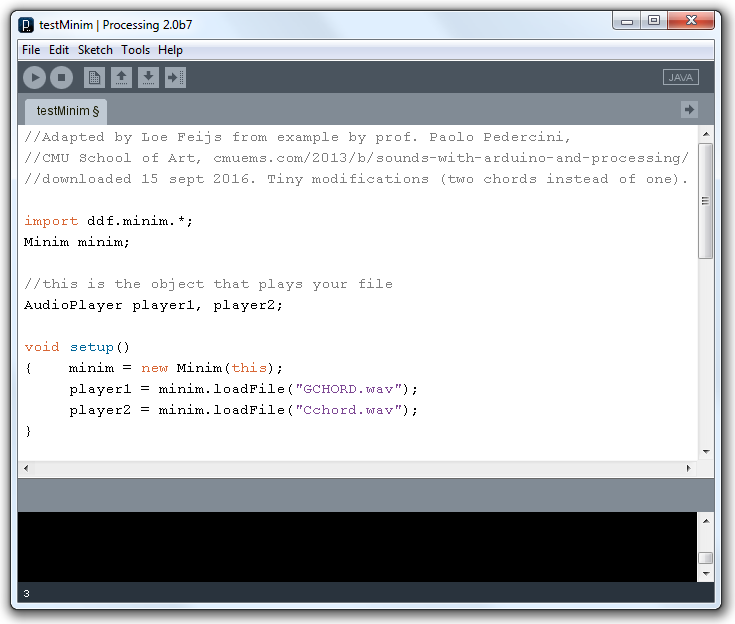 testMinim | Processing 2.0b7
File Edit Sketch Tools Help
JAVA
testMinim §
//Adapted by Loe Feijs from example by prof. Paolo Pedercini,
//CMU School of Art, cmuems.com/2013/b/sounds-with-arduino-and-processing/
//downloaded 15 sept 2016. Tiny modifications (two chords instead of one).
import ddf.minim.*;
Minim minim;
//this is the object that plays your file
AudioPlayer player1, player2;
void setup()
{    minim = new Minim(this);
     player1 = minim.loadFile("GCHORD.wav");
     player2 = minim.loadFile("Cchord.wav");
}
3